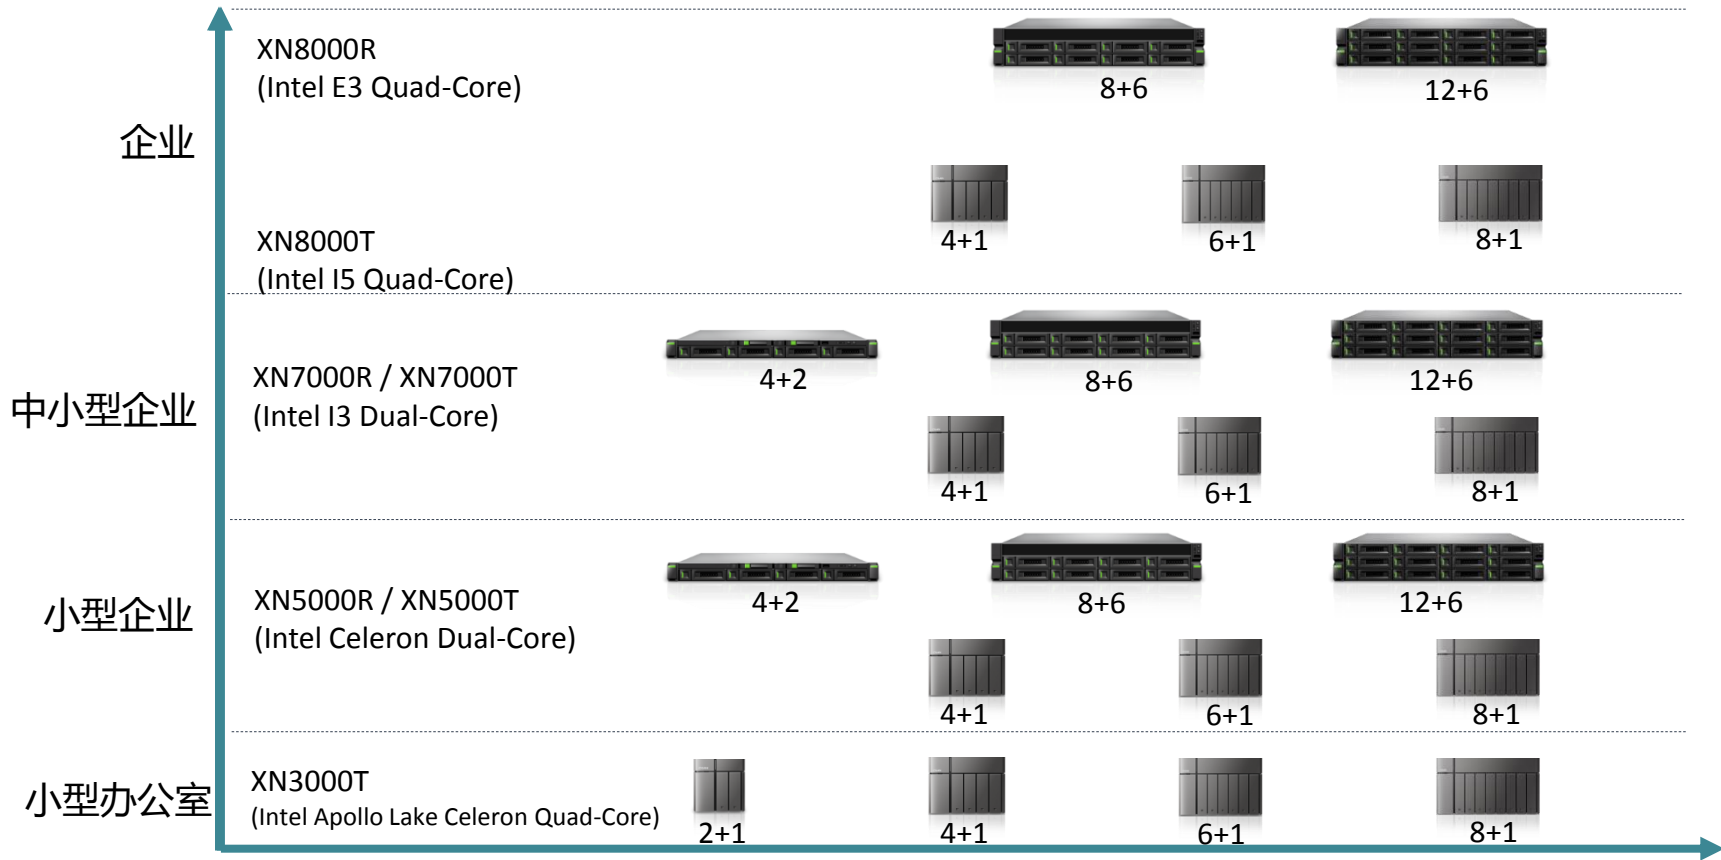 XN8000R
(Intel E3 Quad-Core)
8+6
12+6
企业
4+1
6+1
8+1
XN8000T
(Intel I5 Quad-Core)
中小型企业
XN7000R / XN7000T
(Intel I3 Dual-Core)
4+2
8+6
12+6
4+1
6+1
8+1
小型企业
XN5000R / XN5000T
(Intel Celeron Dual-Core)
4+2
8+6
12+6
4+1
6+1
8+1
小型办公室
XN3000T
(Intel Apollo Lake Celeron Quad-Core)
2+1
4+1
6+1
8+1